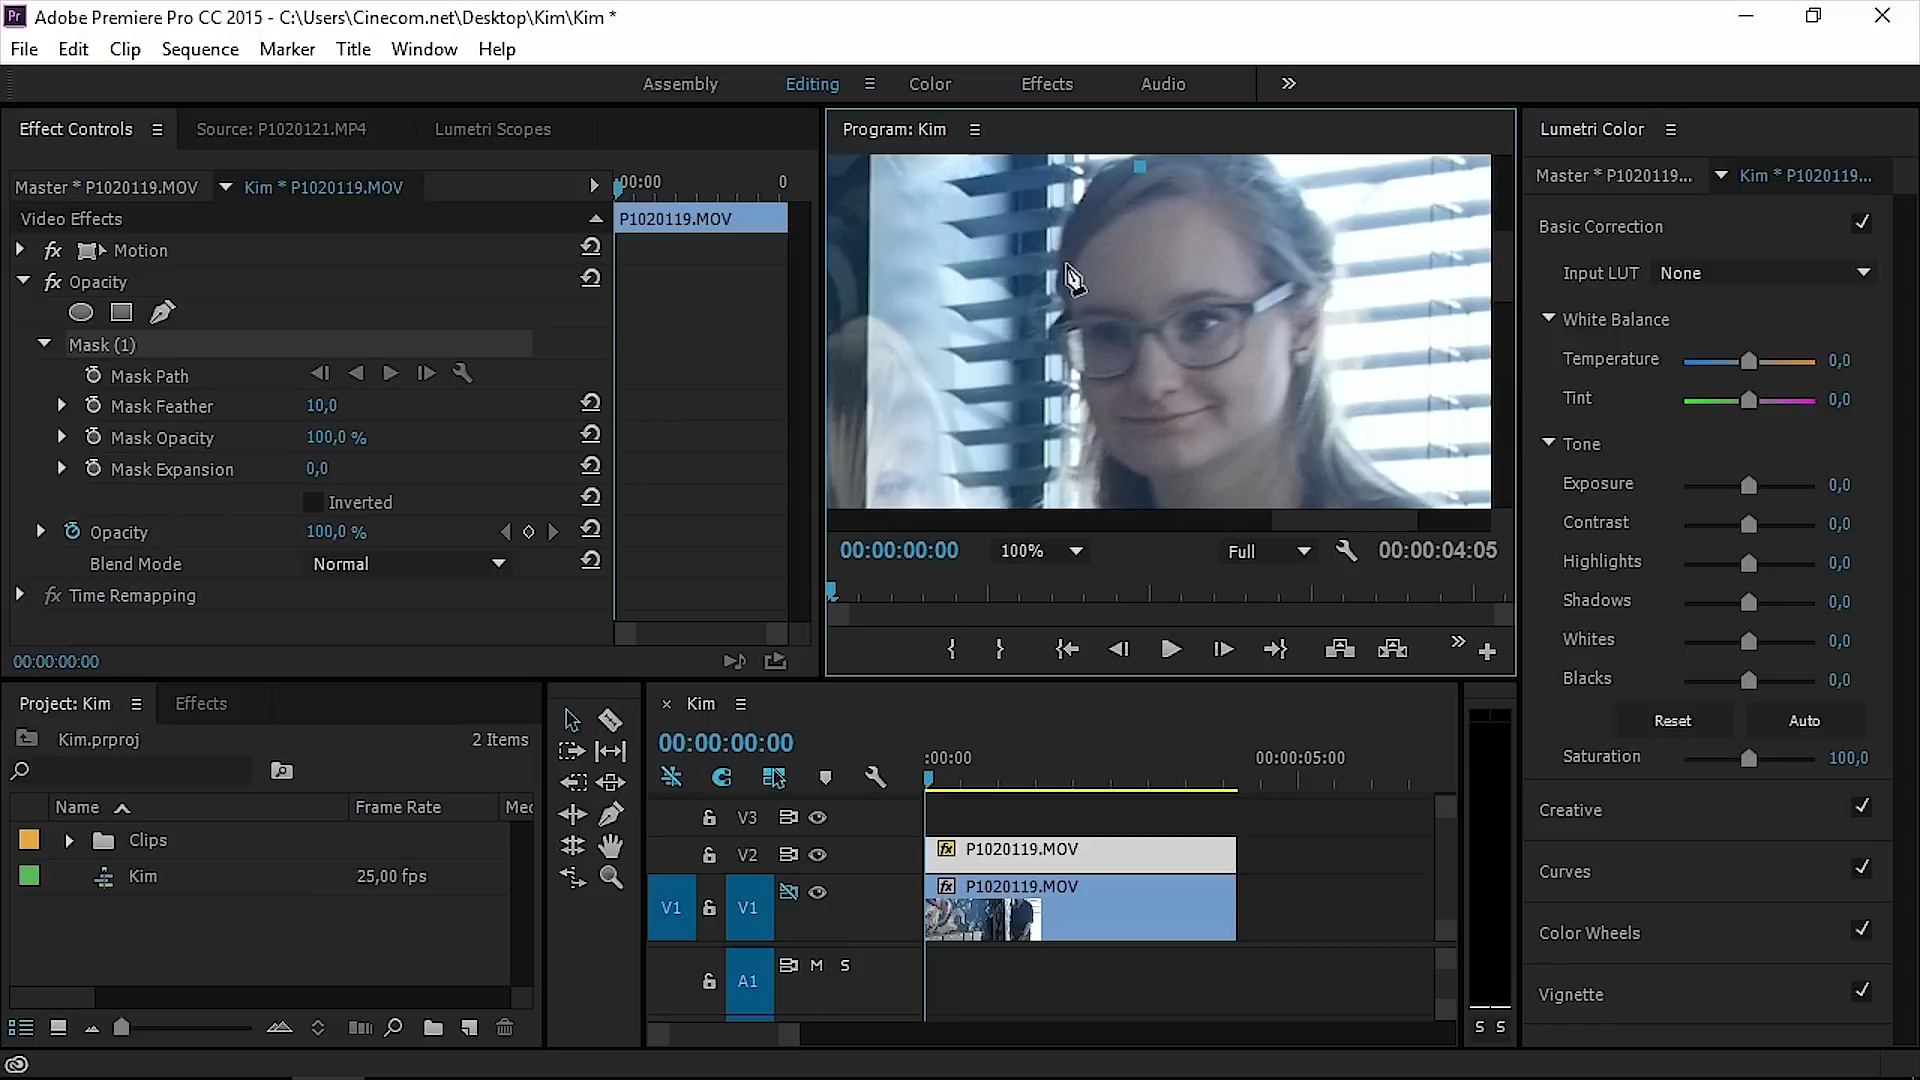 Pr Adobe Premiere Pro CC 2015 - C:\Users\Cinecom.net\Desktop\Kim\Kim *
File Edit Clip Sequence Marker Title Window Help
Assembly Editing Color Effects Audio
Effect Controls Source: P1020121.MP4 Lumetri Scopes
Master * P1020119.MOV Kim * P1020119.MOV
:00:00 0
Video Effects
P1020119.MOV
fx Motion
fx Opacity
Mask (1)
Mask Path
Mask Feather 10,0
Mask Opacity 100,0 %
Mask Expansion 0,0
Inverted
Opacity 100,0 %
Blend Mode Normal
fx Time Remapping
00:00:00:00
Program: Kim
00:00:00:00 100% Full 00:00:04:05
Lumetri Color
Master * P1020119... Kim * P1020119...
Basic Correction
Input LUT None
White Balance
Temperature 0,0
Tint 0,0
Tone
Exposure 0,0
Contrast 0,0
Highlights 0,0
Shadows 0,0
Whites 0,0
Blacks 0,0
Reset Auto
Saturation 100,0
Creative
Curves
Color Wheels
Vignette
Project: Kim Effects
Kim.prproj 2 Items
Name Frame Rate Med
Clips
Kim 25,00 fps
× Kim
00:00:00:00
:00:00 00:00:05:00
V3
V2 fx P1020119.MOV
V1 V1 fx P1020119.MOV
A1 M S
S S